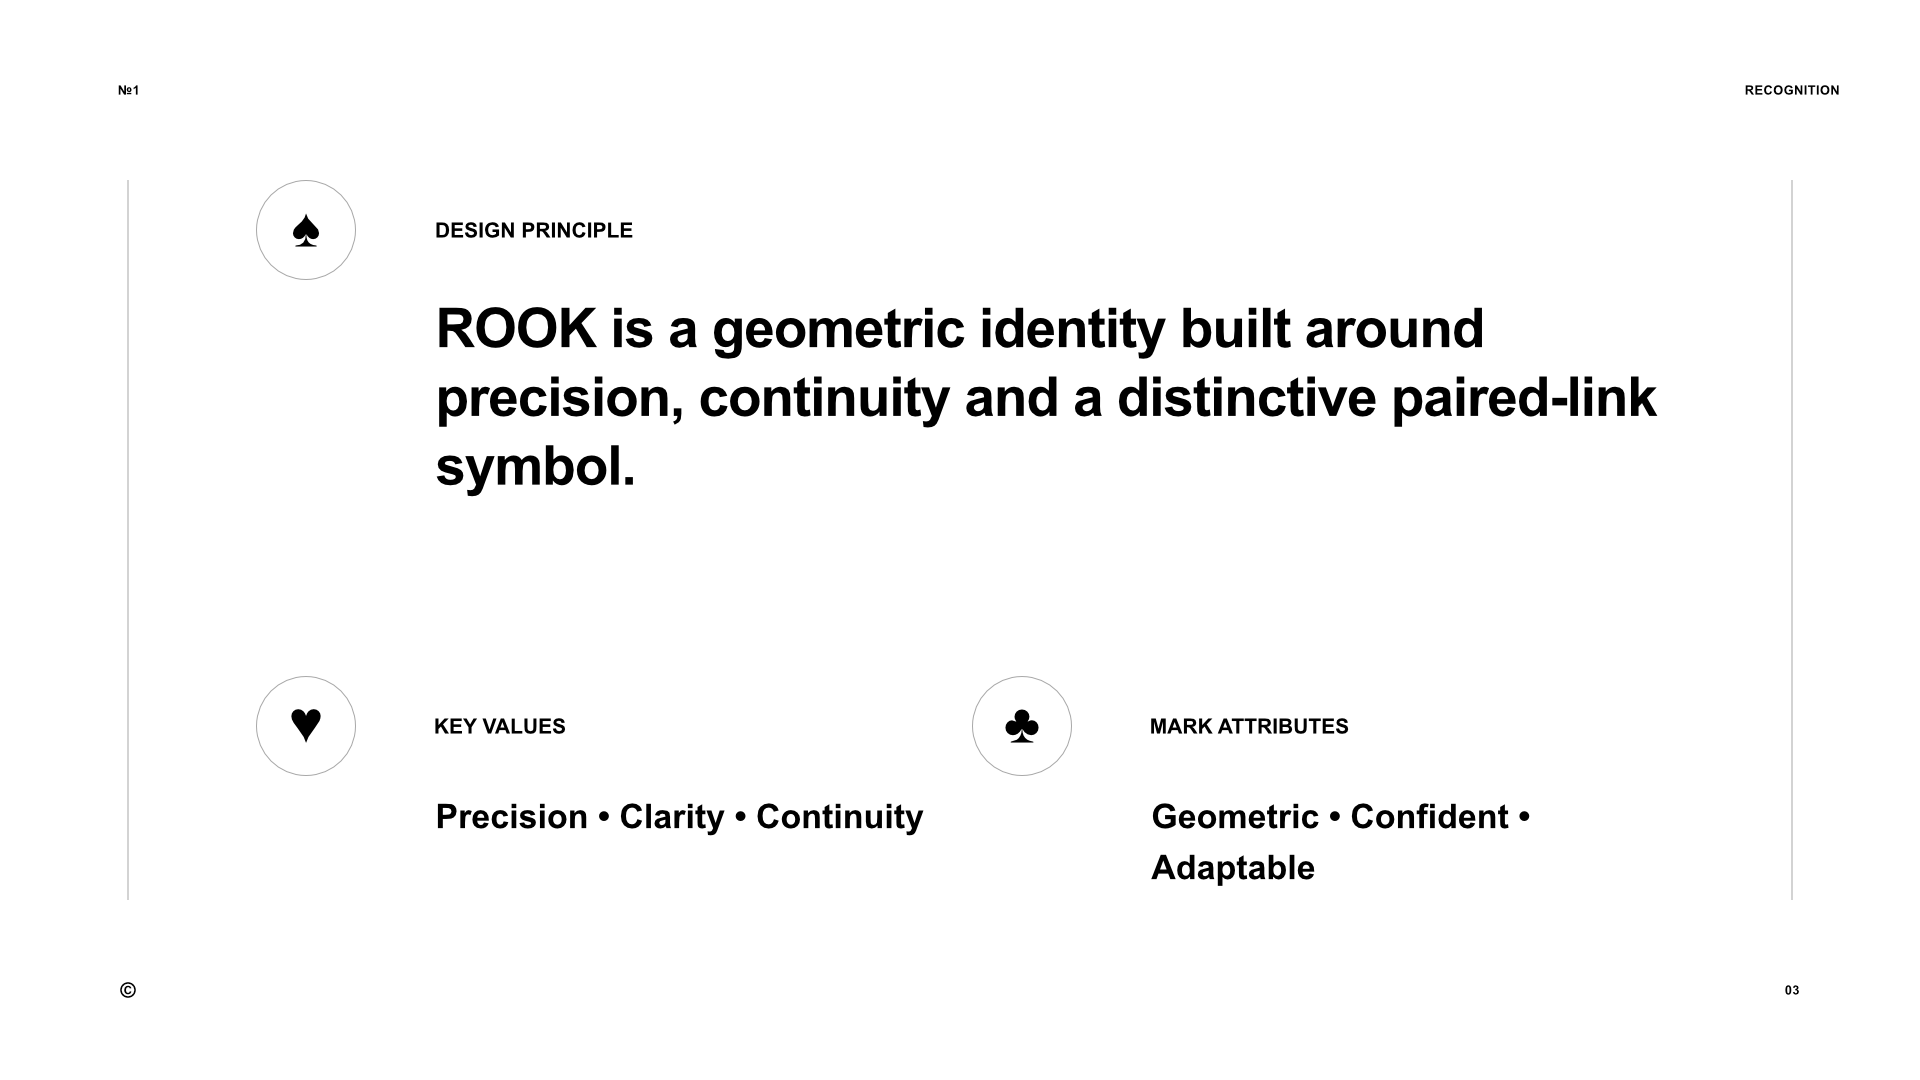 №1
RECOGNITION
♠
DESIGN PRINCIPLE
ROOK is a geometric identity built around
precision, continuity and a distinctive paired-link
symbol.
♥
KEY VALUES
Precision • Clarity • Continuity
♣
MARK ATTRIBUTES
Geometric • Confident •
Adaptable
©
03